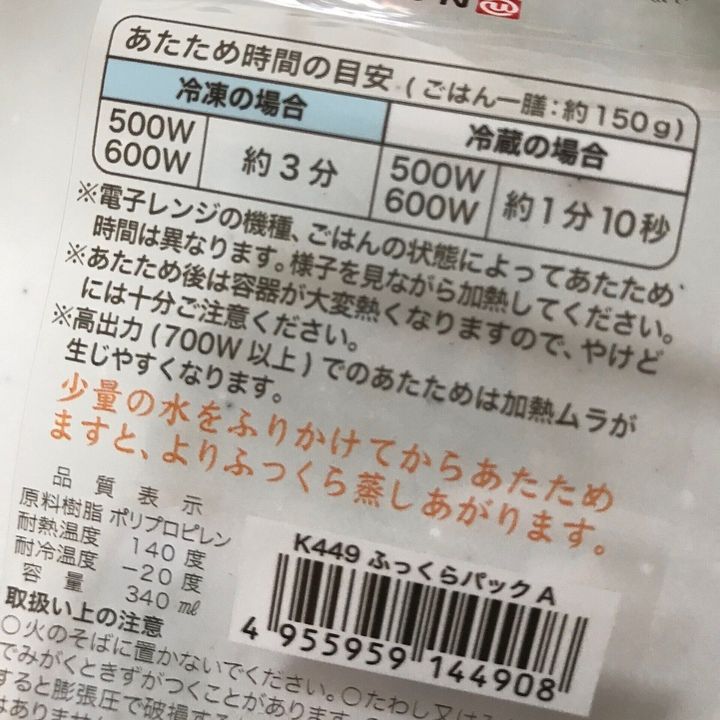 あたため時間の目安(ごはん一膳:約150g)
冷凍の場合
冷蔵の場合
500W
600W
約3分
500W
600W
約1分10秒
※電子レンジの機種、ごはんの状態によってあたため
時間は異なります。様子を見ながら加熱してください。
※あたため後は容器が大変熱くなりますので、やけど
には十分ご注意ください。
※高出力(700W以上)でのあたためは加熱ムラが
生じやすくなります。
少量の水をふりかけてからあたため
ますと、よりふっくら蒸しあがります。
品質表示
原料樹脂 ポリプロピレン
耐熱温度 140度
耐冷温度 -20度
容量 340㎖
取扱い上の注意
○火のそばに置かないでください。○たわし又は
でみがくときずがつくことがあります。
すると膨張圧で破損する
K449 ふっくらパックA
4 955959 144908